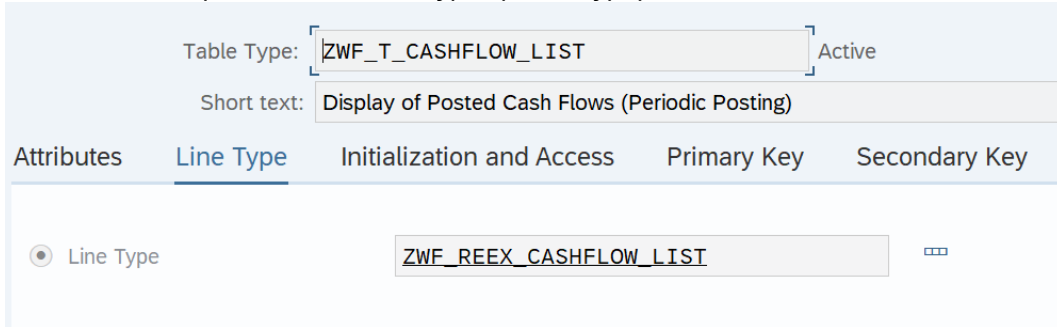 Table Type: ZWF_T_CASHFLOW_LIST Active
Short text: Display of Posted Cash Flows (Periodic Posting)
Attributes Line Type Initialization and Access Primary Key Secondary Key
Line Type ZWF_REEX_CASHFLOW_LIST